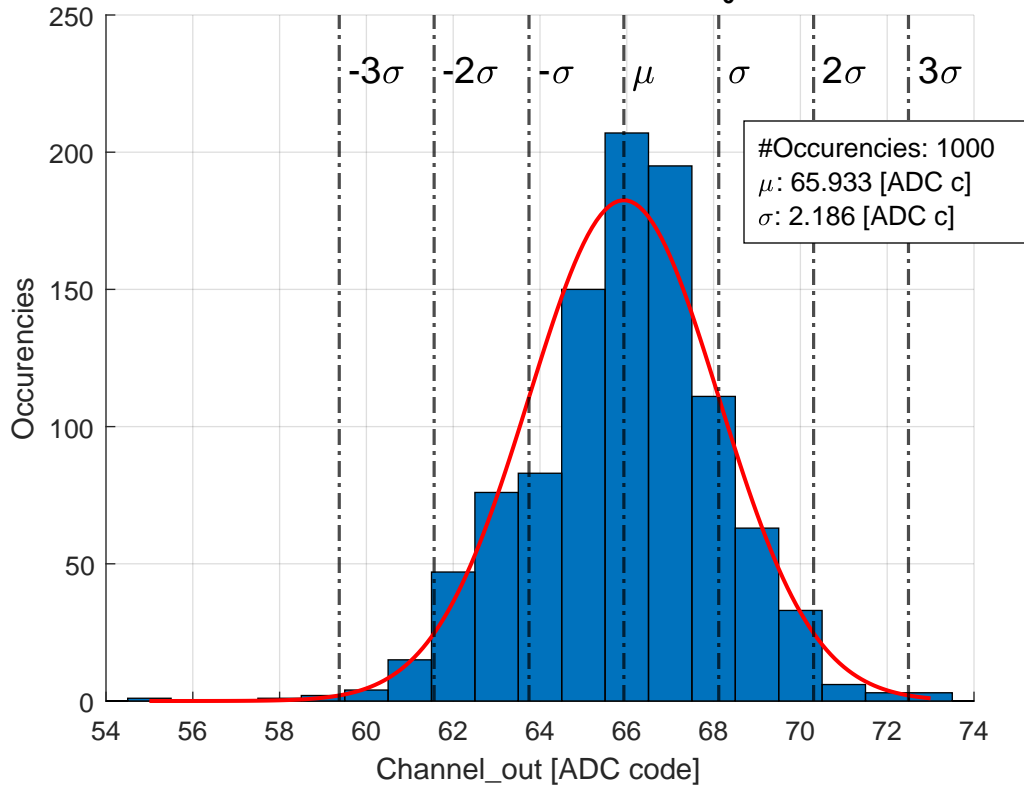 250
200
150
100
50
0
Occurencies
-3σ -2σ -σ μ σ 2σ 3σ
#Occurencies: 1000
μ: 65.933 [ADC c]
σ: 2.186 [ADC c]
54 56 58 60 62 64 66 68 70 72 74
Channel_out [ADC code]